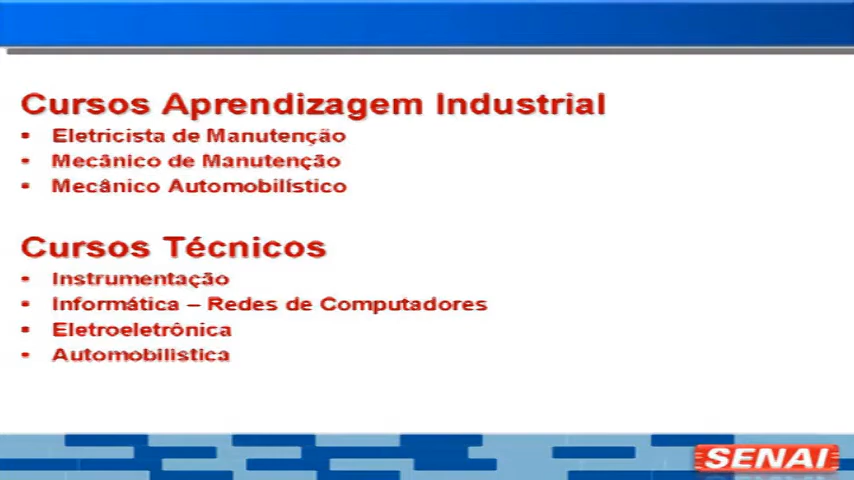 Cursos Aprendizagem Industrial
• Eletricista de Manutenção
• Mecânico de Manutenção
• Mecânico Automobilístico
Cursos Técnicos
• Instrumentação
• Informática – Redes de Computadores
• Eletroeletrônica
• Automobilistica
SENAI